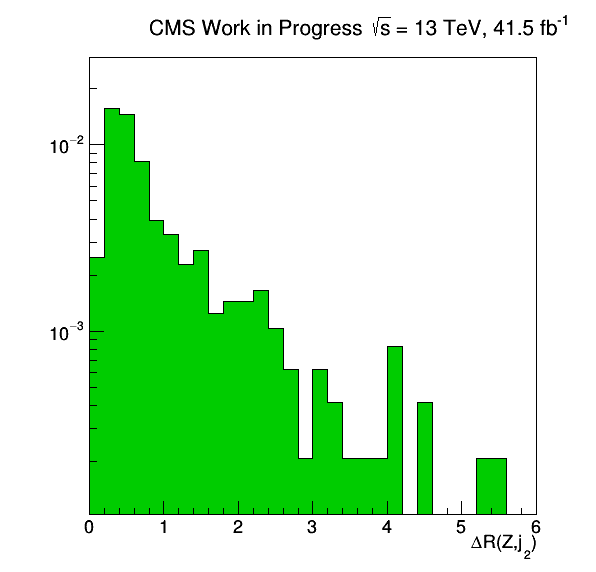 CMS Work in Progress √s = 13 TeV, 41.5 fb⁻¹
10⁻²
10⁻³
0 1 2 3 4 5 6
ΔR(Z,j₂)